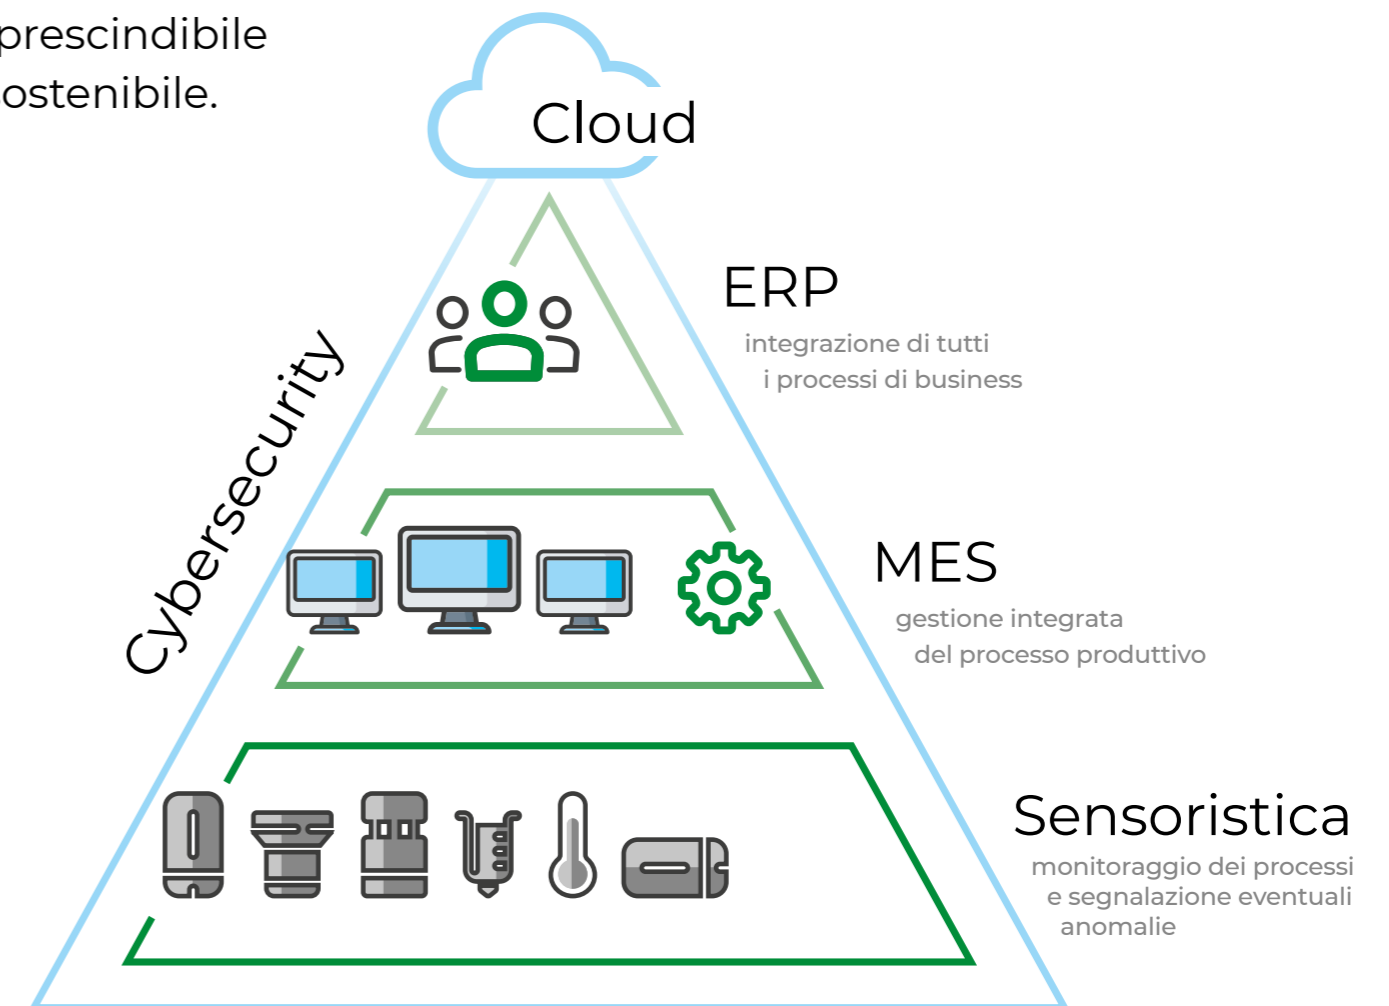 prescindibile
ostenibile.
Cloud
ERP
integrazione di tutti
i processi di business
Cybersecurity
MES
gestione integrata
del processo produttivo
Sensoristica
monitoraggio dei processi
e segnalazione eventuali
anomalie